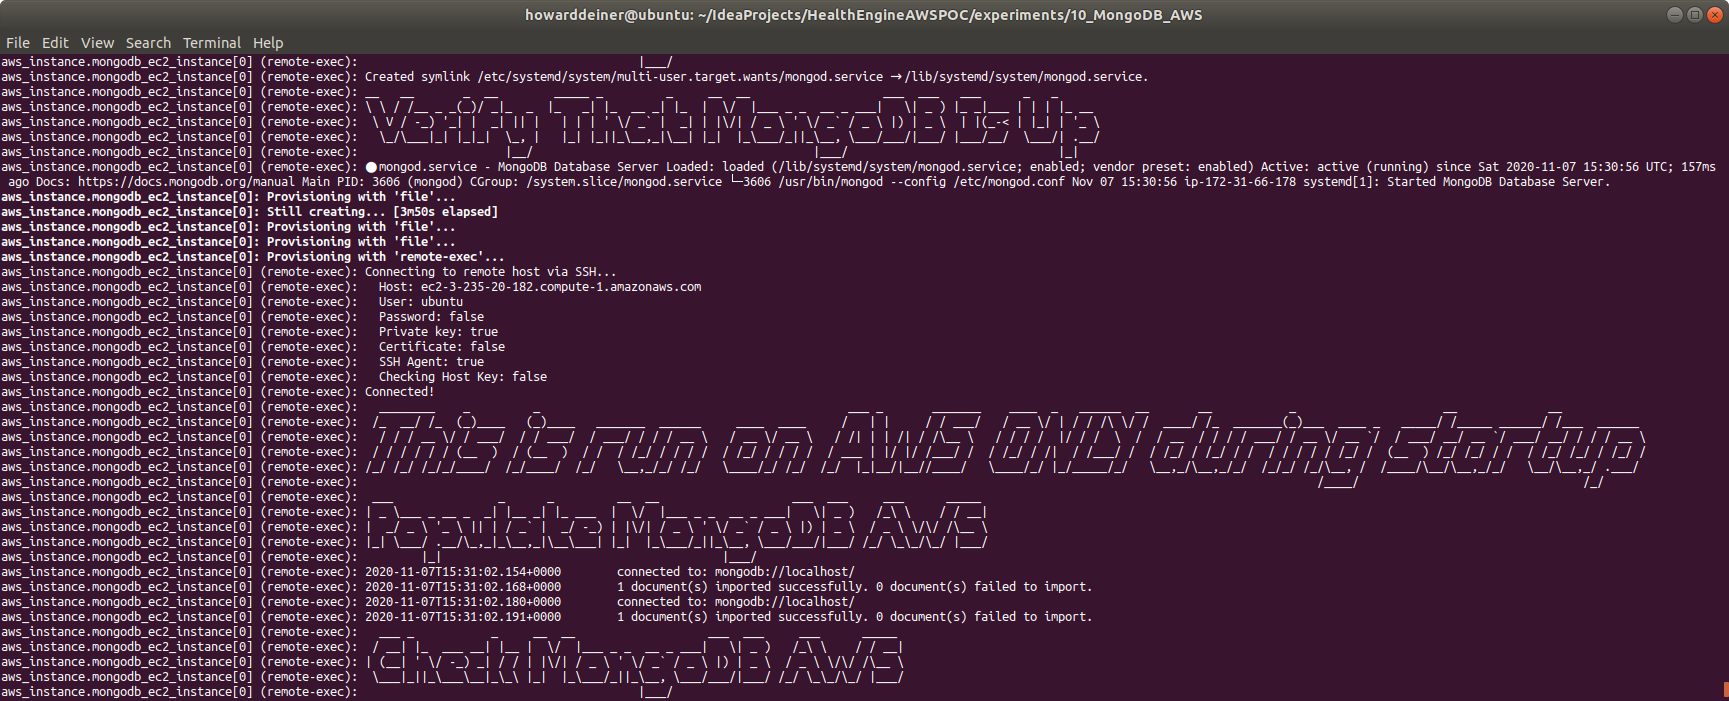 howarddeiner@ubuntu: ~/IdeaProjects/HealthEngineAWSPOC/experiments/10_MongoDB_AWS
File Edit View Search Terminal Help
aws_instance.mongodb_ec2_instance[0] (remote-exec): |___/
aws_instance.mongodb_ec2_instance[0] (remote-exec): Created symlink /etc/systemd/system/multi-user.target.wants/mongod.service → /lib/systemd/system/mongod.service.
aws_instance.mongodb_ec2_instance[0] (remote-exec):
aws_instance.mongodb_ec2_instance[0] (remote-exec):
aws_instance.mongodb_ec2_instance[0] (remote-exec): Verify That MongoDB is Up
aws_instance.mongodb_ec2_instance[0] (remote-exec):
aws_instance.mongodb_ec2_instance[0] (remote-exec):
aws_instance.mongodb_ec2_instance[0] (remote-exec): ● mongod.service - MongoDB Database Server Loaded: loaded (/lib/systemd/system/mongod.service; enabled; vendor preset: enabled) Active: active (running) since Sat 2020-11-07 15:30:56 UTC; 157ms
ago Docs: https://docs.mongodb.org/manual Main PID: 3606 (mongod) CGroup: /system.slice/mongod.service └─3606 /usr/bin/mongod --config /etc/mongod.conf Nov 07 15:30:56 ip-172-31-66-178 systemd[1]: Started MongoDB Database Server.
aws_instance.mongodb_ec2_instance[0]: Provisioning with 'file'...
aws_instance.mongodb_ec2_instance[0]: Still creating... [3m50s elapsed]
aws_instance.mongodb_ec2_instance[0]: Provisioning with 'file'...
aws_instance.mongodb_ec2_instance[0]: Provisioning with 'file'...
aws_instance.mongodb_ec2_instance[0]: Provisioning with 'remote-exec'...
aws_instance.mongodb_ec2_instance[0] (remote-exec): Connecting to remote host via SSH...
aws_instance.mongodb_ec2_instance[0] (remote-exec):   Host: ec2-3-235-20-182.compute-1.amazonaws.com
aws_instance.mongodb_ec2_instance[0] (remote-exec):   User: ubuntu
aws_instance.mongodb_ec2_instance[0] (remote-exec):   Password: false
aws_instance.mongodb_ec2_instance[0] (remote-exec):   Private key: true
aws_instance.mongodb_ec2_instance[0] (remote-exec):   Certificate: false
aws_instance.mongodb_ec2_instance[0] (remote-exec):   SSH Agent: true
aws_instance.mongodb_ec2_instance[0] (remote-exec):   Checking Host Key: false
aws_instance.mongodb_ec2_instance[0] (remote-exec): Connected!
aws_instance.mongodb_ec2_instance[0] (remote-exec):
aws_instance.mongodb_ec2_instance[0] (remote-exec):
aws_instance.mongodb_ec2_instance[0] (remote-exec): This is run on AWS ONLY during startup
aws_instance.mongodb_ec2_instance[0] (remote-exec):
aws_instance.mongodb_ec2_instance[0] (remote-exec):
aws_instance.mongodb_ec2_instance[0] (remote-exec):
aws_instance.mongodb_ec2_instance[0] (remote-exec):
aws_instance.mongodb_ec2_instance[0] (remote-exec): Populate MongoDB AWS
aws_instance.mongodb_ec2_instance[0] (remote-exec):
aws_instance.mongodb_ec2_instance[0] (remote-exec):
aws_instance.mongodb_ec2_instance[0] (remote-exec):
aws_instance.mongodb_ec2_instance[0] (remote-exec): 2020-11-07T15:31:02.154+0000 connected to: mongodb://localhost/
aws_instance.mongodb_ec2_instance[0] (remote-exec): 2020-11-07T15:31:02.168+0000 1 document(s) imported successfully. 0 document(s) failed to import.
aws_instance.mongodb_ec2_instance[0] (remote-exec): 2020-11-07T15:31:02.180+0000 connected to: mongodb://localhost/
aws_instance.mongodb_ec2_instance[0] (remote-exec): 2020-11-07T15:31:02.191+0000 1 document(s) imported successfully. 0 document(s) failed to import.
aws_instance.mongodb_ec2_instance[0] (remote-exec):
aws_instance.mongodb_ec2_instance[0] (remote-exec):
aws_instance.mongodb_ec2_instance[0] (remote-exec): Check MongoDB AWS
aws_instance.mongodb_ec2_instance[0] (remote-exec):
aws_instance.mongodb_ec2_instance[0] (remote-exec):